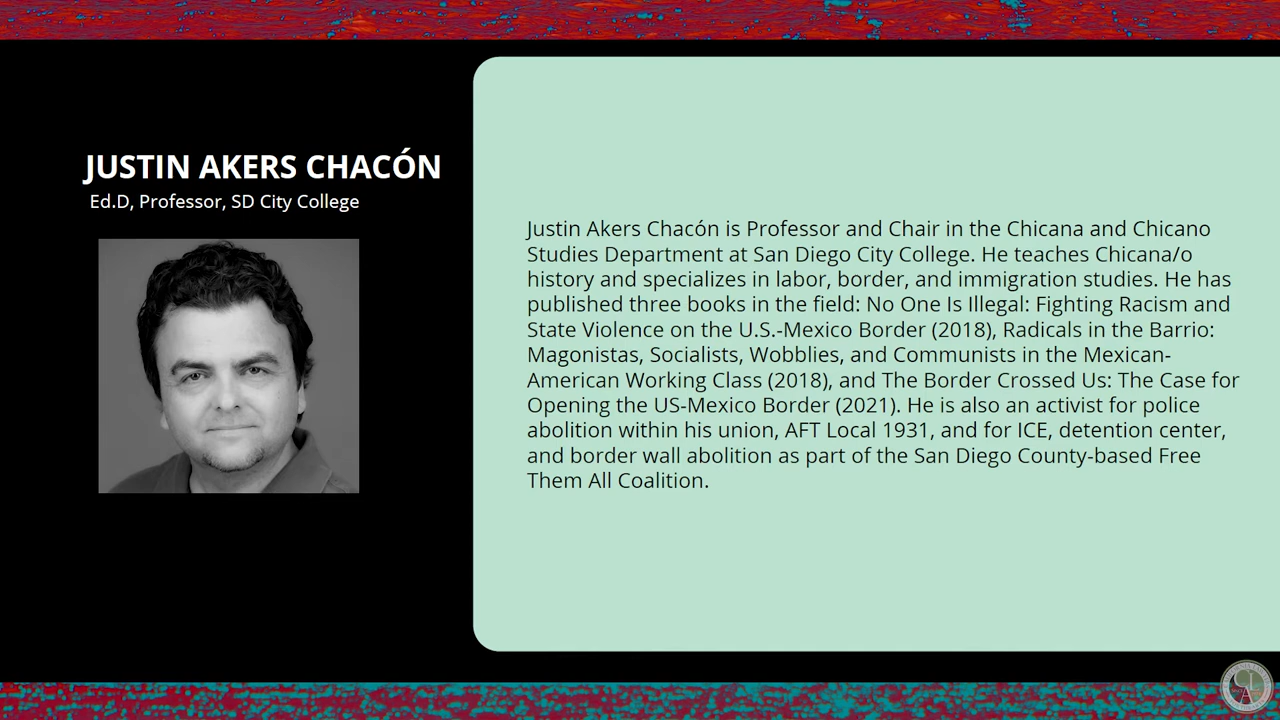 JUSTIN AKERS CHACÓN
Ed.D, Professor, SD City College
Justin Akers Chacón is Professor and Chair in the Chicana and Chicano
Studies Department at San Diego City College. He teaches Chicana/o
history and specializes in labor, border, and immigration studies. He has
published three books in the field: No One Is Illegal: Fighting Racism and
State Violence on the U.S.-Mexico Border (2018), Radicals in the Barrio:
Magonistas, Socialists, Wobblies, and Communists in the Mexican-
American Working Class (2018), and The Border Crossed Us: The Case for
Opening the US-Mexico Border (2021). He is also an activist for police
abolition within his union, AFT Local 1931, and for ICE, detention center,
and border wall abolition as part of the San Diego County-based Free
Them All Coalition.